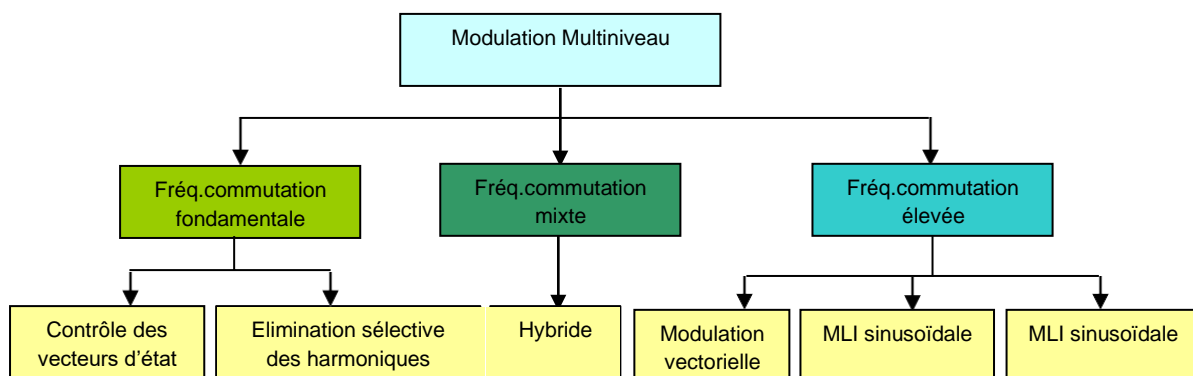 Modulation Multiniveau
Fréq.commutation
fondamentale
Fréq.commutation
mixte
Fréq.commutation
élevée
Contrôle des
vecteurs d'état
Elimination sélective
des harmoniques
Hybride
Modulation
vectorielle
MLI sinusoïdale
MLI sinusoïdale